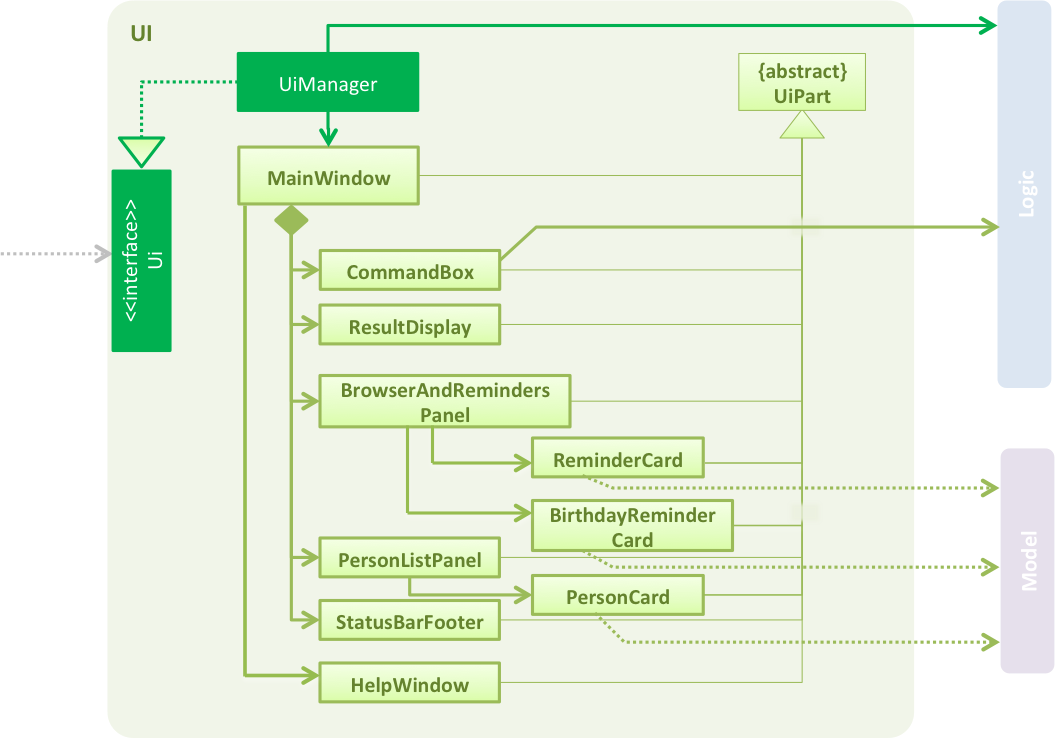 UI
UiManager
{abstract}
UiPart
MainWindow
<<interface>>
Ui
Logic
CommandBox
ResultDisplay
BrowserAndReminders
Panel
ReminderCard
BirthdayReminder
Card
PersonListPanel
PersonCard
StatusBarFooter
HelpWindow
Model